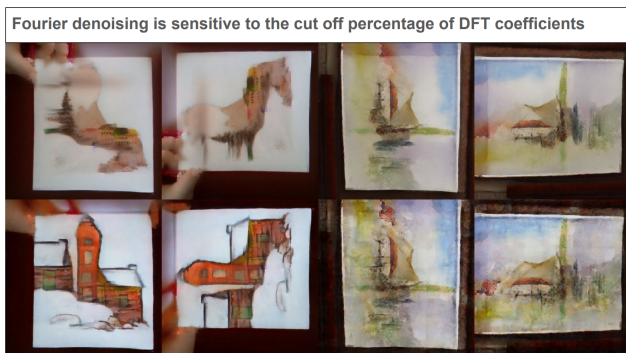 Fourier denoising is sensitive to the cut off percentage of DFT coefficients